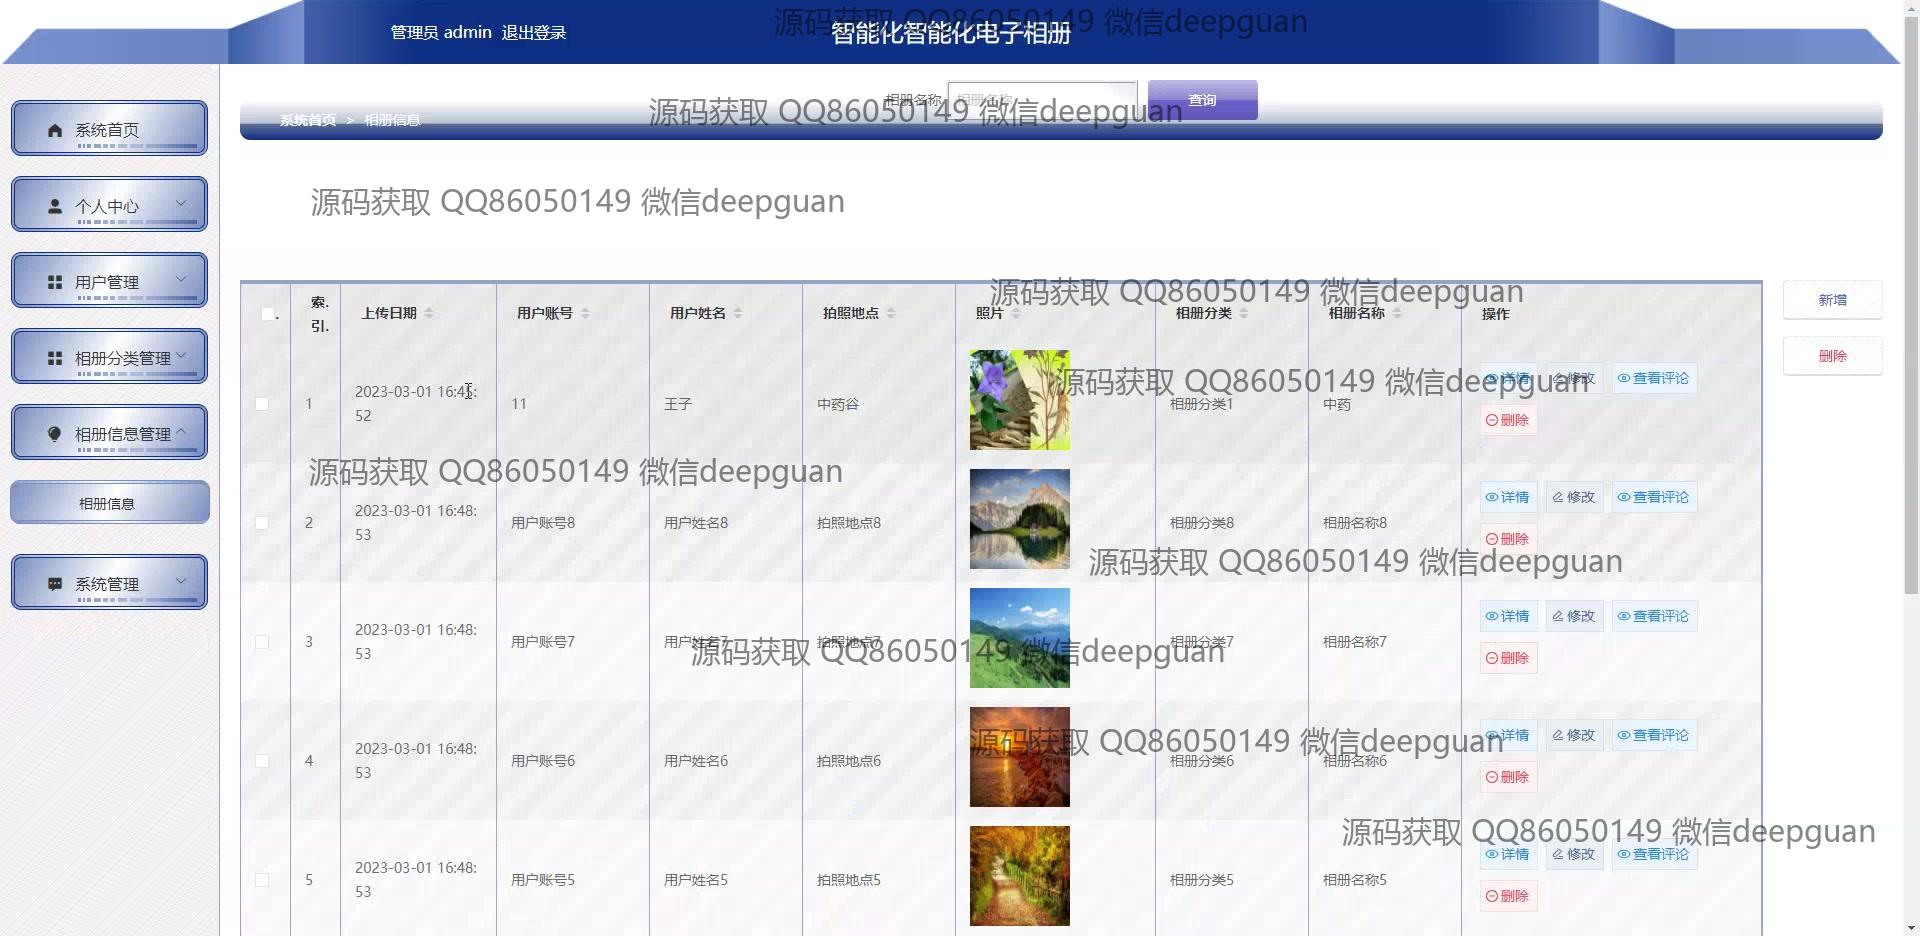 管理员 admin 退出登录
智能化智能化电子相册
源码获取 QQ86050149 微信deepguan
相册名称 相册名称 查询
源码获取 QQ86050149 微信deepguan
系统首页 > 相册信息
系统首页
个人中心
用户管理
相册分类管理
相册信息管理
相册信息
系统管理
源码获取 QQ86050149 微信deepguan
源码获取 QQ86050149 微信deepguan
新增
删除
索. 上传日期 用户账号 用户姓名 拍照地点 照片 相册分类 相册名称 操作
引.
源码获取 QQ86050149 微信deepguan
1 2023-03-01 16:45: 11 王子 中药谷 相册分类1 中药 详情 修改 查看评论
52 删除
源码获取 QQ86050149 微信deepguan
2 2023-03-01 16:48: 用户账号8 用户姓名8 拍照地点8 相册分类8 相册名称8 详情 修改 查看评论
53 删除
源码获取 QQ86050149 微信deepguan
3 2023-03-01 16:48: 用户账号7 用户姓名7 拍照地点7 相册分类7 相册名称7 详情 修改 查看评论
53 删除
源码获取 QQ86050149 微信deepguan
4 2023-03-01 16:48: 用户账号6 用户姓名6 拍照地点6 相册分类6 相册名称6 详情 修改 查看评论
53 删除
源码获取 QQ86050149 微信deepguan
源码获取 QQ86050149 微信deepguan
5 2023-03-01 16:48: 用户账号5 用户姓名5 拍照地点5 相册分类5 相册名称5 详情 修改 查看评论
53 删除